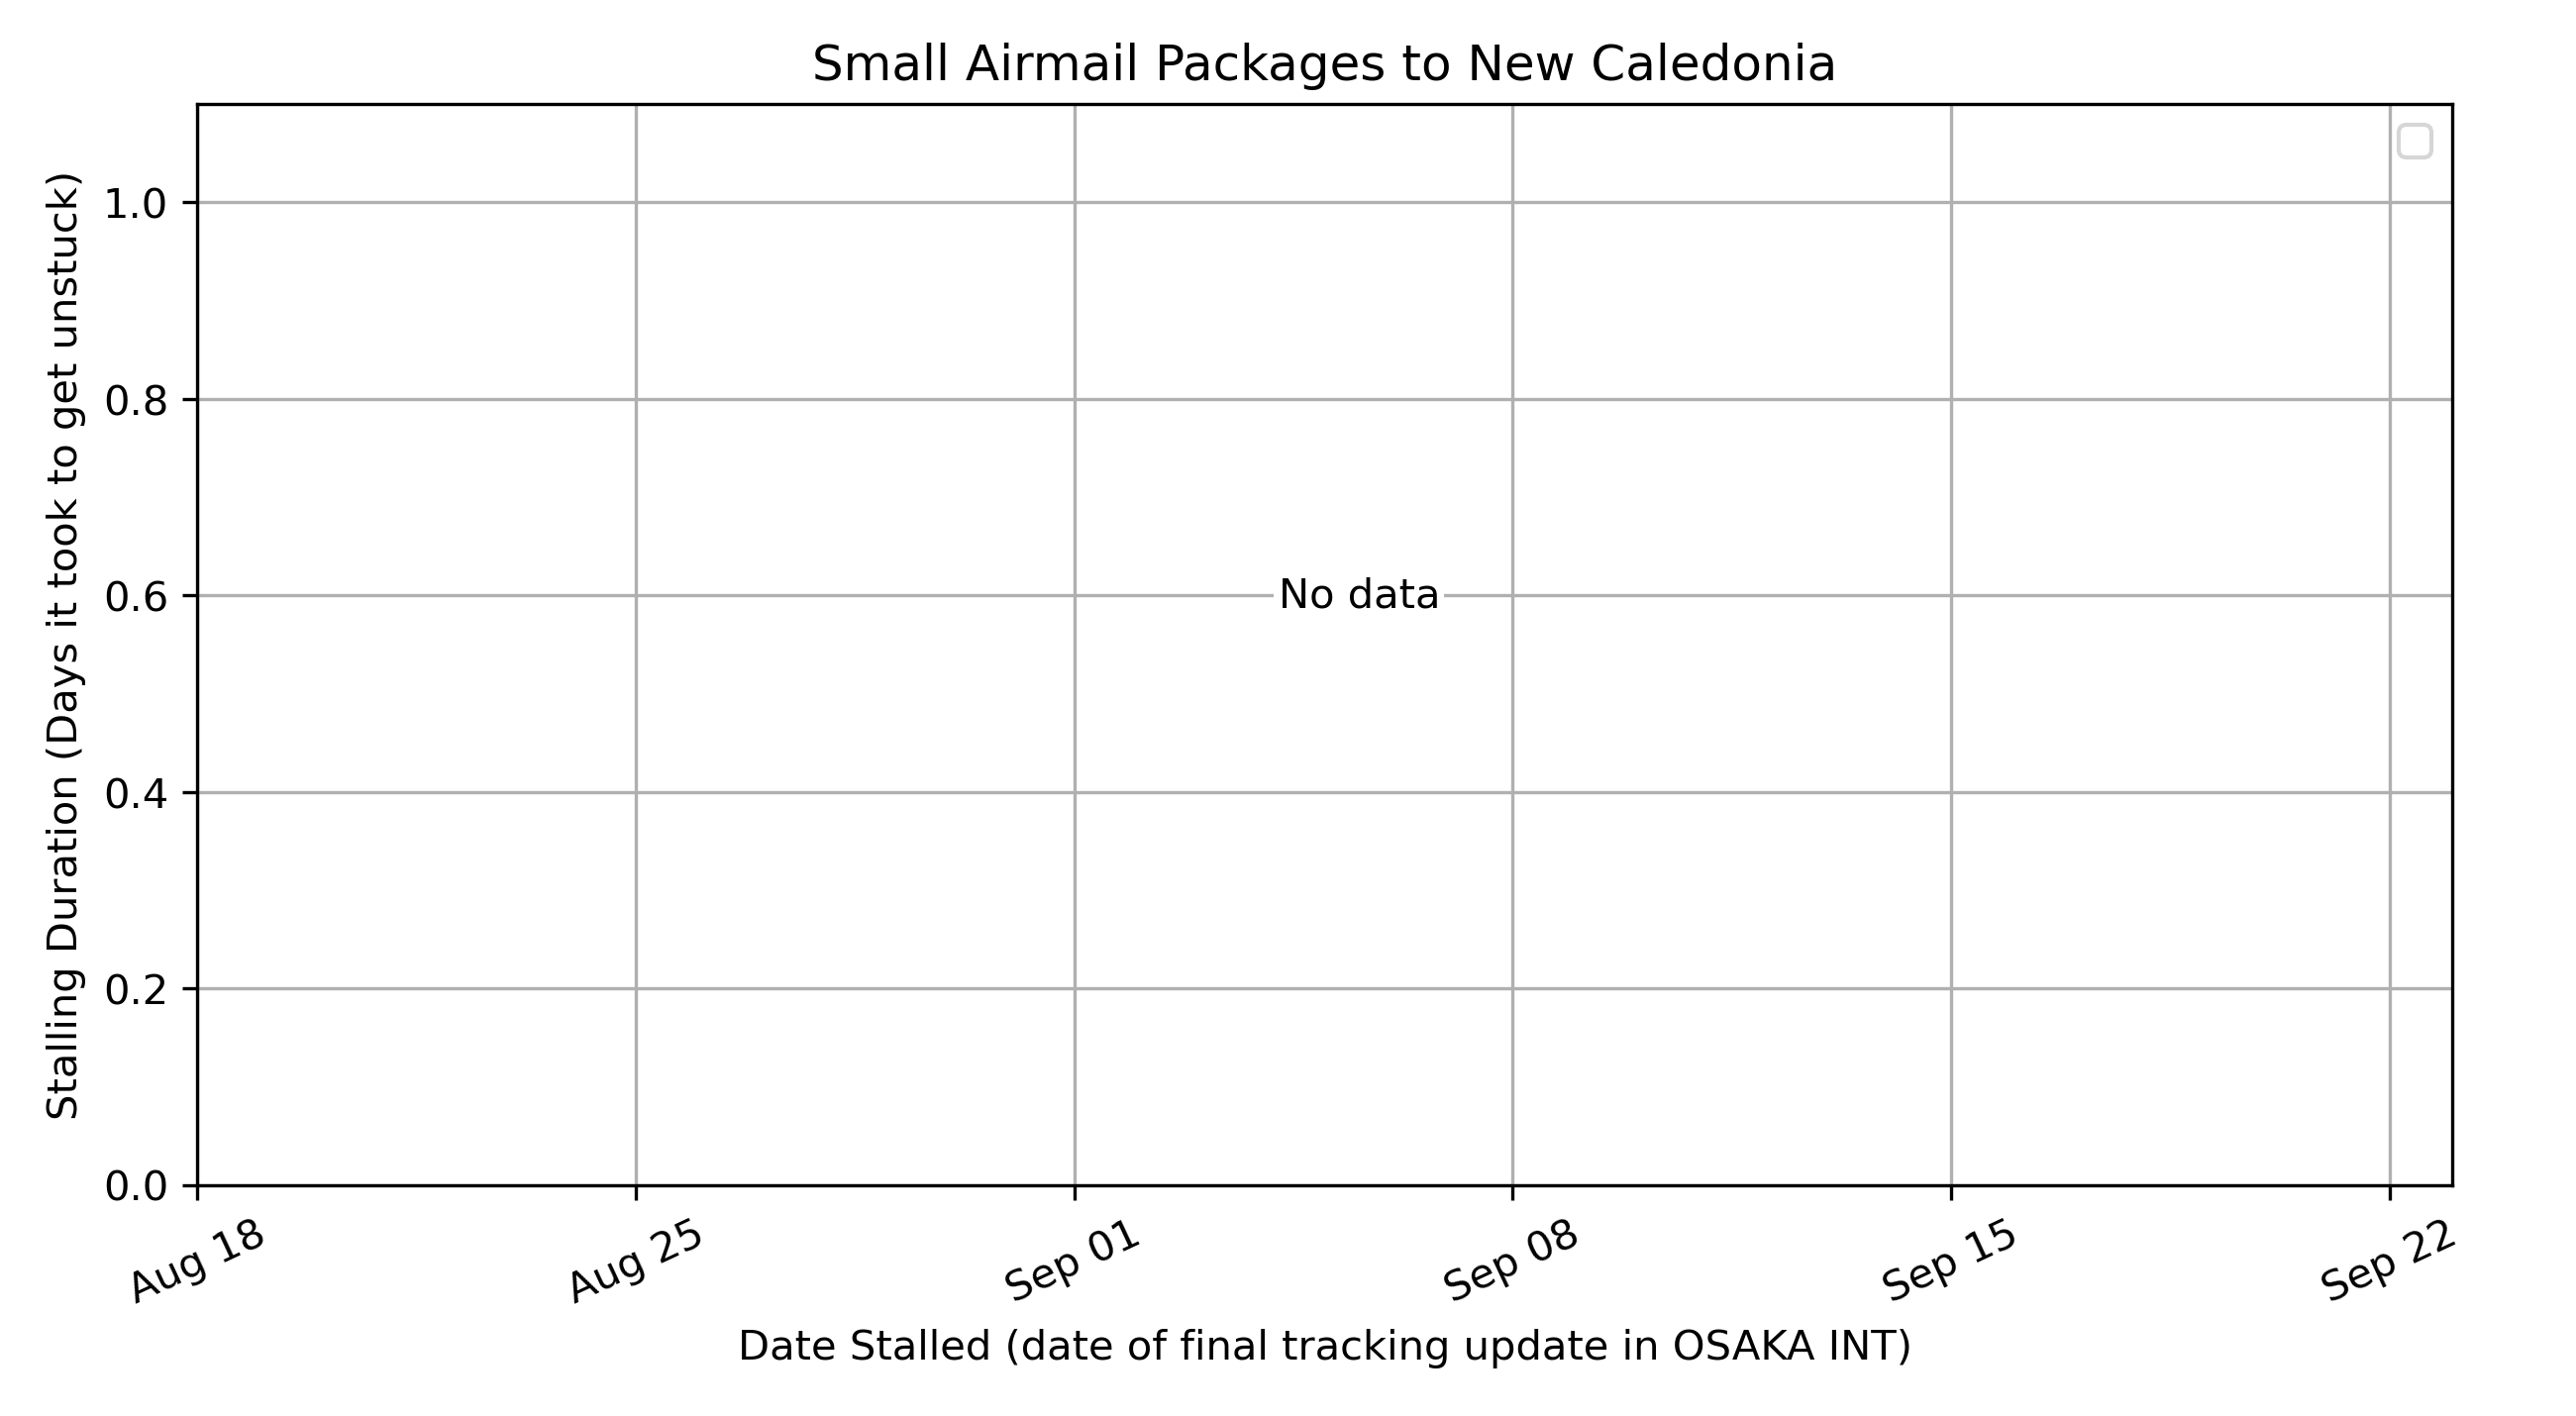 Small Airmail Packages to New Caledonia
Stalling Duration (Days it took to get unstuck)
1.0
0.8
0.6
0.4
0.2
0.0
No data
Aug 18
Aug 25
Sep 01
Sep 08
Sep 15
Sep 22
Date Stalled (date of final tracking update in OSAKA INT)